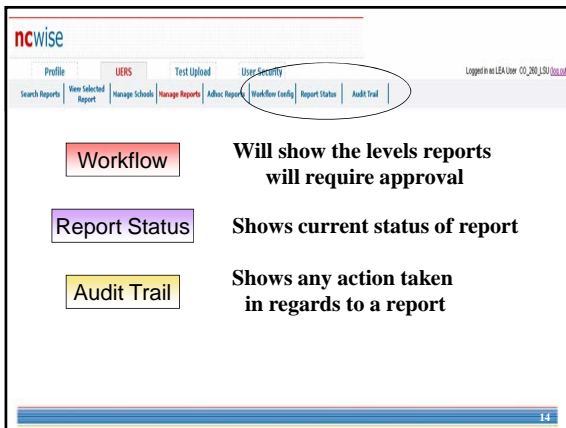 ncwise
Profile UERS Test Upload User Security Logged in as LEA User CO_260_LSU (log out
Search Reports View Selected Report Manage Schools Manage Reports Adhoc Reports Workflow Config Report Status Audit Trail
Workflow
Will show the levels reports
will require approval
Report Status
Shows current status of report
Audit Trail
Shows any action taken
in regards to a report
14